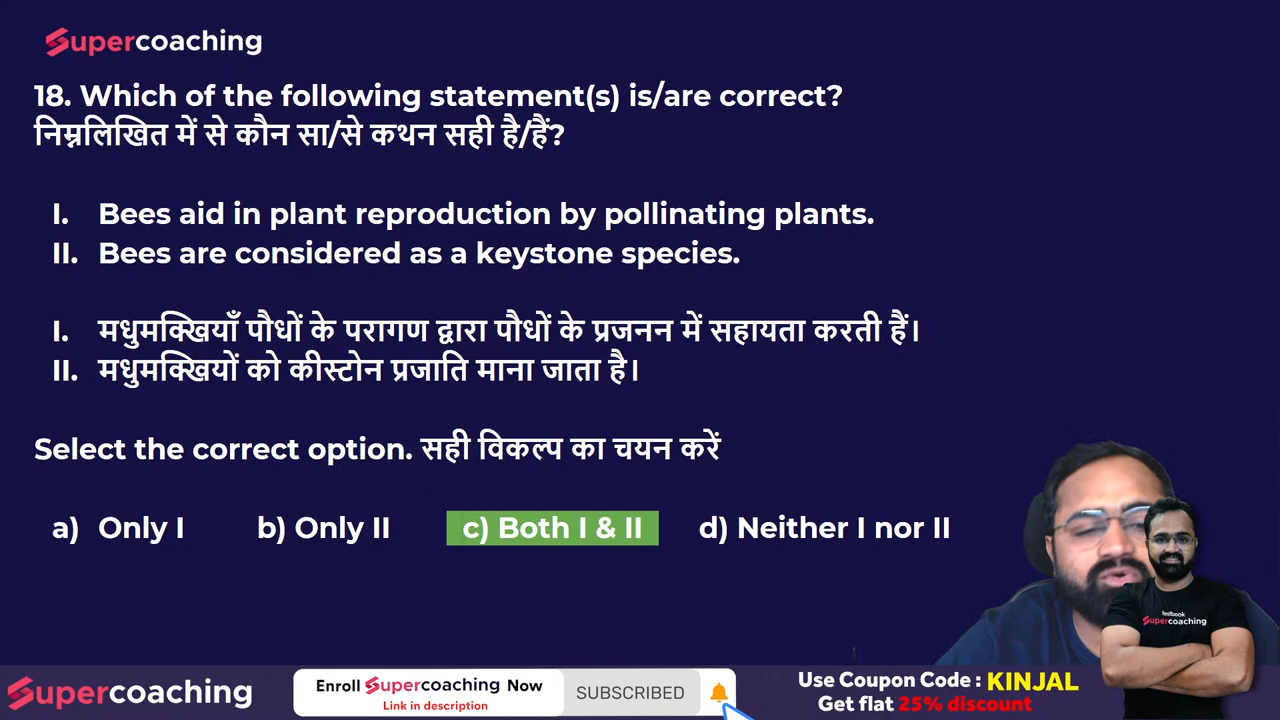 Supercoaching
18. Which of the following statement(s) is/are correct?
निम्नलिखित में से कौन सा/से कथन सही है/हैं?
I. Bees aid in plant reproduction by pollinating plants.
II. Bees are considered as a keystone species.
I. मधुमक्खियाँ पौधों के परागण द्वारा पौधों के प्रजनन में सहायता करती हैं।
II. मधुमक्खियों को कीस्टोन प्रजाति माना जाता है।
Select the correct option. सही विकल्प का चयन करें
a) Only I b) Only II c) Both I & II d) Neither I nor II
testbook
Supercoaching
Supercoaching
Enroll Supercoaching Now
Link in description
SUBSCRIBED
Use Coupon Code : KINJAL
Get flat 25% discount